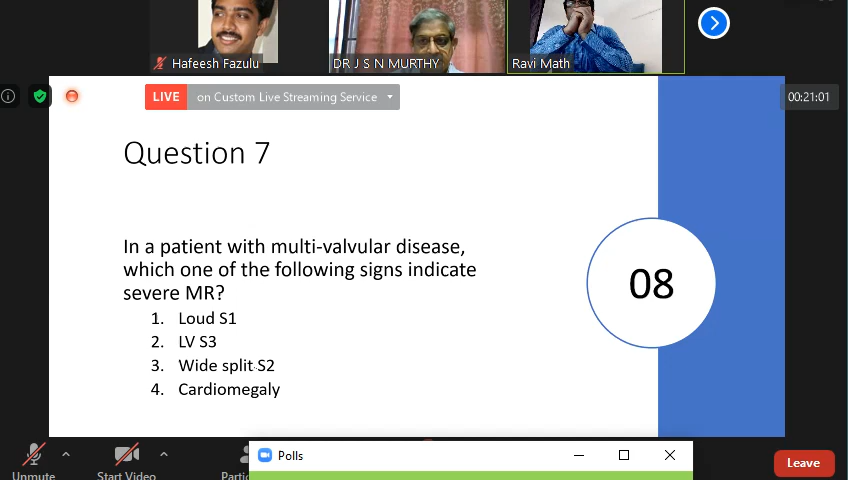 Hafeesh Fazulu
DR J S N MURTHY
Ravi Math
LIVE
on Custom Live Streaming Service
00:21:01
Question 7
In a patient with multi-valvular disease,
which one of the following signs indicate
severe MR?
1. Loud S1
2. LV S3
3. Wide split S2
4. Cardiomegaly
08
Unmute
Start Video
Partici
Polls
Leave